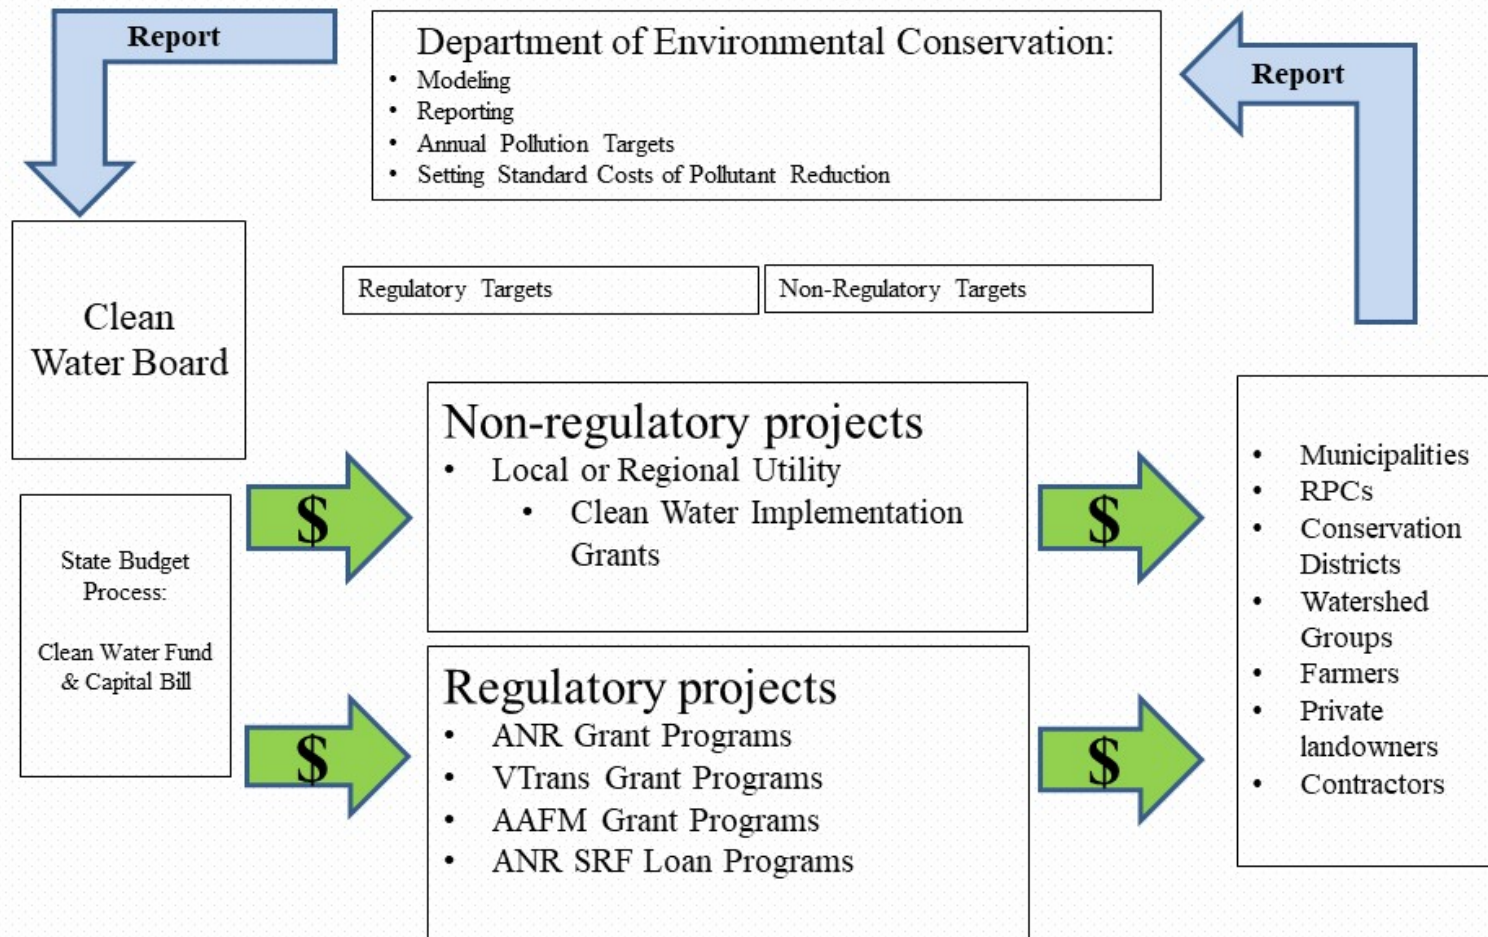 Report
Department of Environmental Conservation:
• Modeling
• Reporting
• Annual Pollution Targets
• Setting Standard Costs of Pollutant Reduction
Report
Clean
Water Board
Regulatory Targets
Non-Regulatory Targets
State Budget
Process:
Clean Water Fund
& Capital Bill
$
Non-regulatory projects
• Local or Regional Utility
• Clean Water Implementation
Grants
$
$
Regulatory projects
• ANR Grant Programs
• VTrans Grant Programs
• AAFM Grant Programs
• ANR SRF Loan Programs
$
• Municipalities
• RPCs
• Conservation
Districts
• Watershed
Groups
• Farmers
• Private
landowners
• Contractors